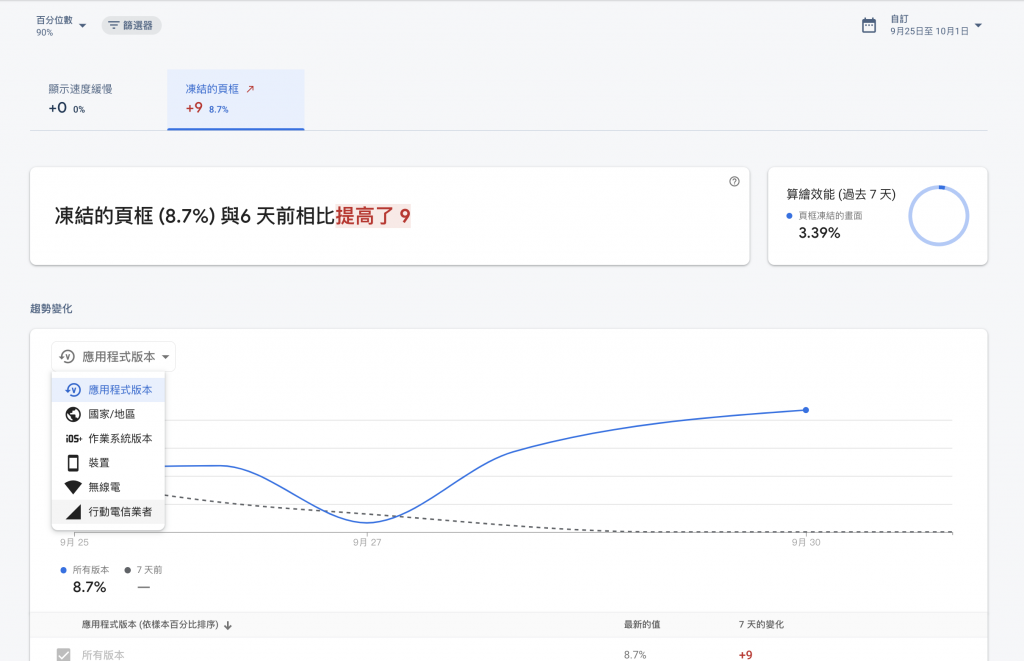 百分位數
90%
篩選器
自訂
9月25日至 10月1日
顯示速度緩慢
+0 0%
凍結的頁框
+9 8.7%
凍結的頁框 (8.7%) 與6 天前相比提高了 9
算繪效能 (過去 7 天)
頁框凍結的畫面
3.39%
趨勢變化
應用程式版本
應用程式版本
國家/地區
iOS+ 作業系統版本
裝置
無線電
行動電信業者
9月 25
9月 27
9月 30
所有版本
8.7%
7 天前
—
應用程式版本 (依樣本百分比排序)
最新的值
7 天的變化
所有版本
8.7%
+9